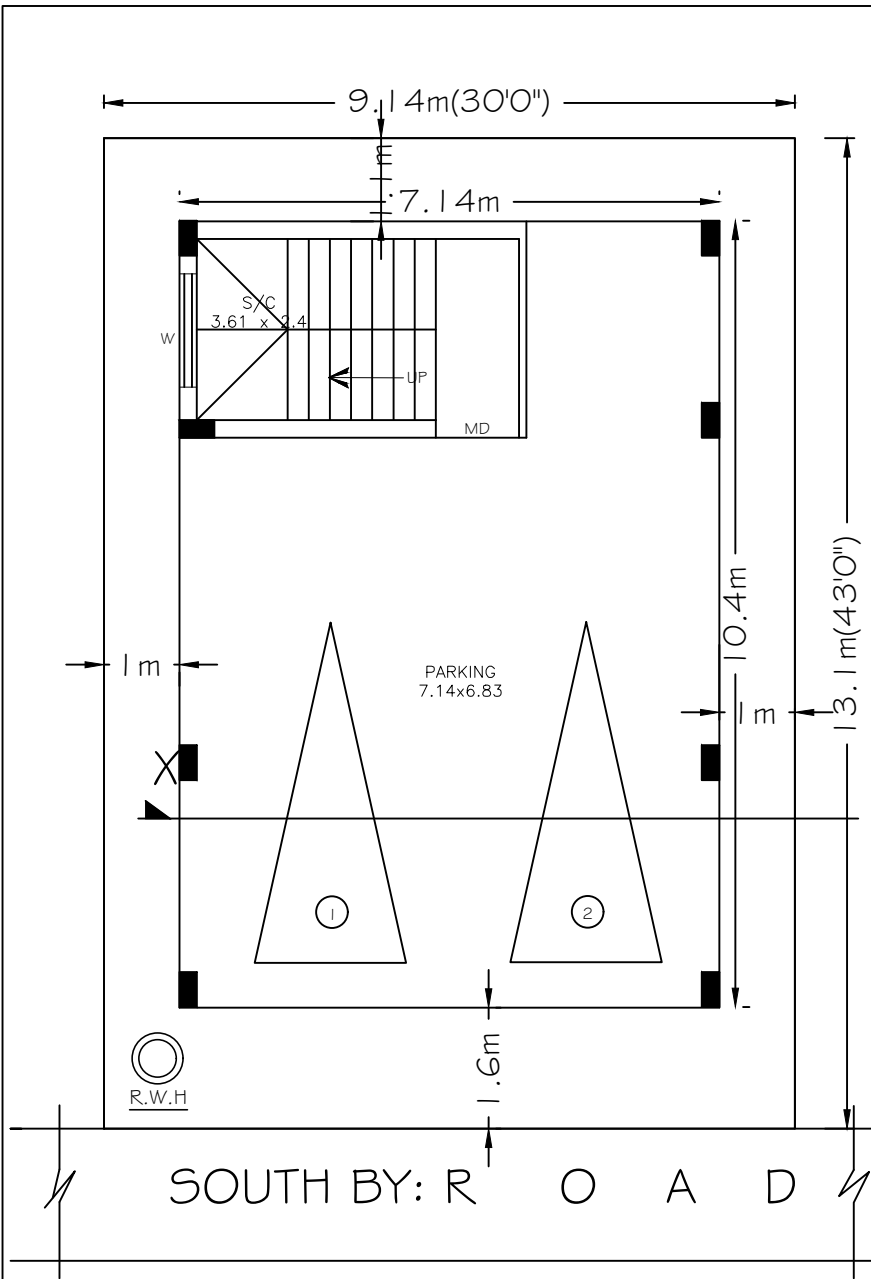 9.14m(30'0")
1.1m
7.14m
S/C
3.61 x 2.4
W
UP
MD
10.4m
13.1m(43'0")
PARKING
7.14x6.83
1m
1m
X
1
2
1.6m
R.W.H
SOUTH BY: R O A D